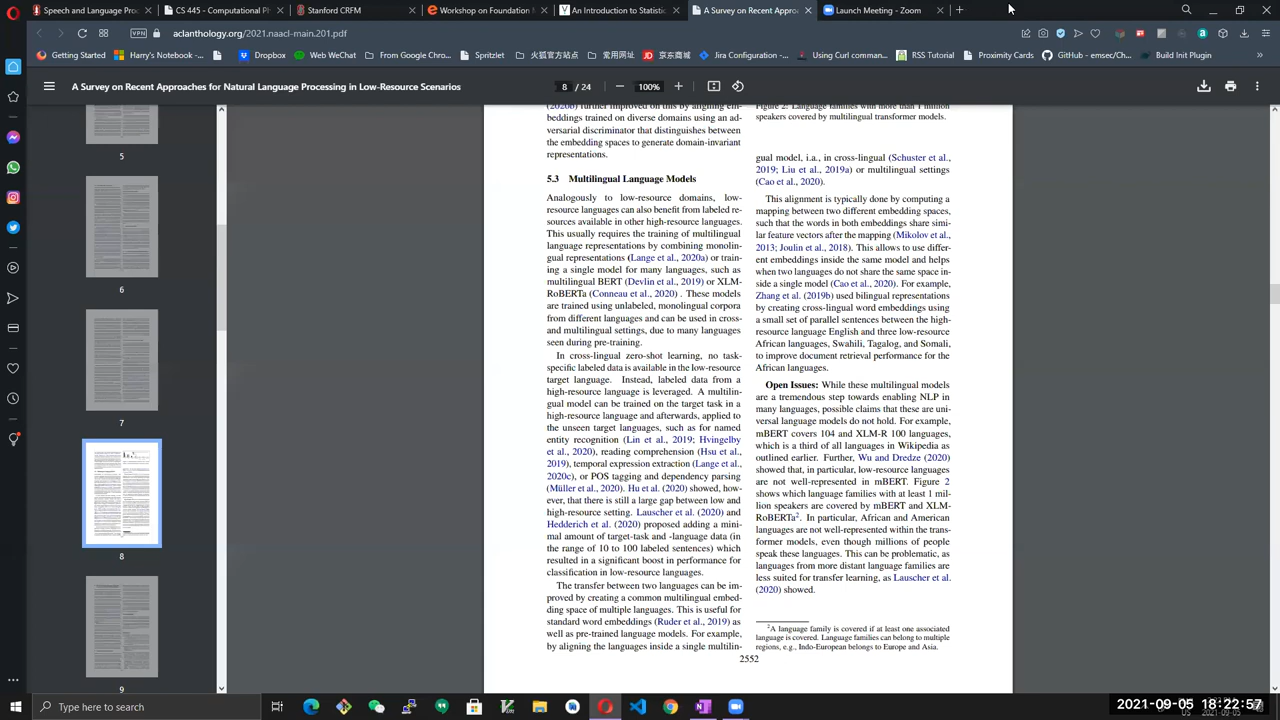 Speech and Language Proc
CS 445 - Computational P
Stanford CRFM
Workshop on Foundation
An Introduction to Statistic
A Survey on Recent Appr
Launch Meeting - Zoom
VPN
aclanthology.org/2021.naacl-main.201.pdf
Getting Started
Harry's Notebook -...
Dropbox
Web WeChat
From Google Chro...
Spritzlet
火狐官方站点
常用网址
京东商城
Jira Configuration -...
Using Curl comman...
RSS Tutorial
Proximity Cards
GitHub - emsec/Ch...
Build Init Plugin
A Survey on Recent Approaches for Natural Language Processing in Low-Resource Scenarios
8 / 24
100%
5
6
7
8
9
(2020b) further improved on this by aligning em-
beddings trained on diverse domains using an ad-
versarial discriminator that distinguishes between
the embedding spaces to generate domain-invariant
representations.
5.3 Multilingual Language Models
Analogously to low-resource domains, low-
resource languages can also benefit from labeled re-
sources available in other high-resource languages.
This usually requires the training of multilingual
language representations by combining monolin-
gual representations (Lange et al., 2020a) or train-
ing a single model for many languages, such as
multilingual BERT (Devlin et al., 2019) or XLM-
RoBERTa (Conneau et al., 2020) . These models
are trained using unlabeled, monolingual corpora
from different languages and can be used in cross-
and multilingual settings, due to many languages
seen during pre-training.
In cross-lingual zero-shot learning, no task-
specific labeled data is available in the low-resource
target language. Instead, labeled data from a
high-resource language is leveraged. A multilin-
gual model can be trained on the target task in a
high-resource language and afterwards, applied to
the unseen target languages, such as for named
entity recognition (Lin et al., 2019; Hvingelby
et al., 2020), reading comprehension (Hsu et al.,
2019), temporal expression extraction (Lange et al.,
2020c), or POS tagging and dependency parsing
(Müller et al., 2020). Hu et al. (2020) showed, how-
ever, that there is still a large gap between low and
high-resource setting. Lauscher et al. (2020) and
Hedderich et al. (2020) proposed adding a mini-
mal amount of target-task and -language data (in
the range of 10 to 100 labeled sentences) which
resulted in a significant boost in performance for
classification in low-resource languages.
The transfer between two languages can be im-
proved by creating a common multilingual embed-
ding space of multiple languages. This is useful for
standard word embeddings (Ruder et al., 2019) as
well as pre-trained language models. For example,
by aligning the languages inside a single multilin-
Figure 2: Language families with more than 1 million
speakers covered by multilingual transformer models.
gual model, i.a., in cross-lingual (Schuster et al.,
2019; Liu et al., 2019a) or multilingual settings
(Cao et al., 2020).
This alignment is typically done by computing a
mapping between two different embedding spaces,
such that the words in both embeddings share simi-
lar feature vectors after the mapping (Mikolov et al.,
2013; Joulin et al., 2018). This allows to use differ-
ent embeddings inside the same model and helps
when two languages do not share the same space in-
side a single model (Cao et al., 2020). For example,
Zhang et al. (2019b) used bilingual representations
by creating cross-lingual word embeddings using
a small set of parallel sentences between the high-
resource language English and three low-resource
African languages, Swahili, Tagalog, and Somali,
to improve document retrieval performance for the
African languages.
Open Issues: While these multilingual models
are a tremendous step towards enabling NLP in
many languages, possible claims that these are uni-
versal language models do not hold. For example,
mBERT covers 104 and XLM-R 100 languages,
which is a third of all languages in Wikipedia as
outlined earlier. Further, Wu and Dredze (2020)
showed that, in particular, low-resource languages
are not well-represented in mBERT. Figure 2
shows which language families with at least 1 mil-
lion speakers are covered by mBERT and XLM-
RoBERTa2. In particular, African and American
languages are not well-represented within the trans-
former models, even though millions of people
speak these languages. This can be problematic, as
languages from more distant language families are
less suited for transfer learning, as Lauscher et al.
(2020) showed.
2A language family is covered if at least one associated
language is covered. Language families can belong to multiple
regions, e.g., Indo-European belongs to Europe and Asia.
2552
Type here to search
2021-09-05 18:22:57